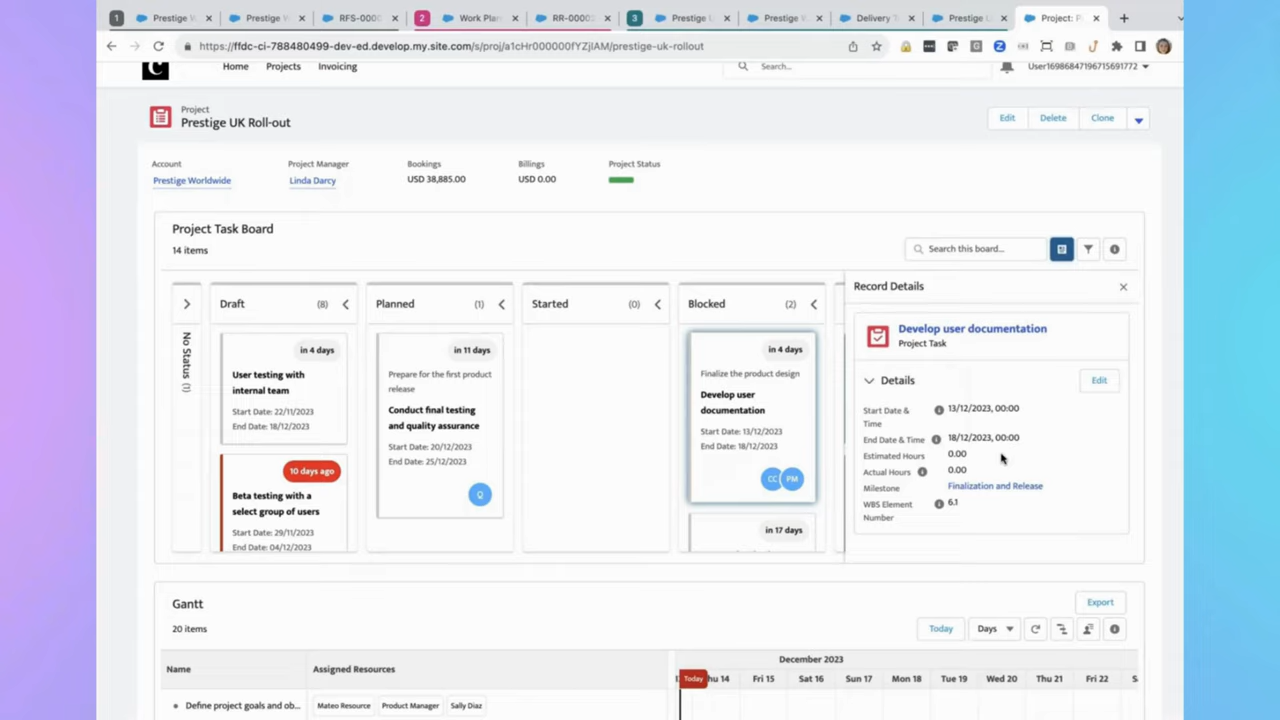 1 Prestige W
Prestige W
RFS-000
2 Work Plan
RR-0000
3 Prestige
Prestige
Delivery T
Prestige
Project: P
https://ffdc-ci-788480499-dev-ed.develop.my.site.com/s/proj/a1cHr000000fYZjIAM/prestige-uk-rollout
C Home Projects Invoicing Search... User16986847196715691772
Project
Prestige UK Roll-out
Edit Delete Clone
Account Project Manager Bookings Billings Project Status
Prestige Worldwide Linda Darcy USD 38,885.00 USD 0.00
Project Task Board
14 items
Search this board...
No Status (1)
Draft (8)
in 4 days
User testing with
internal team
Start Date: 22/11/2023
End Date: 18/12/2023
10 days ago
Beta testing with a
select group of users
Start Date: 29/11/2023
End Date: 04/12/2023
Planned (1)
in 11 days
Prepare for the first product
release
Conduct final testing
and quality assurance
Start Date: 20/12/2023
End Date: 25/12/2023
Started (0)
Blocked (2)
in 4 days
Finalize the product design
Develop user
documentation
Start Date: 13/12/2023
End Date: 18/12/2023
CC PM
in 17 days
Record Details
Develop user documentation
Project Task
Details
Edit
Start Date &
Time
13/12/2023, 00:00
End Date & Time 18/12/2023, 00:00
Estimated Hours 0.00
Actual Hours 0.00
Milestone Finalization and Release
WBS Element
Number
6.1
Gantt
20 items
Export
Today Days
Name Assigned Resources
December 2023
Today hu 14 Fri 15 Sat 16 Sun 17 Mon 18 Tue 19 Wed 20 Thu 21 Fri 22 S
Define project goals and ob... Mateo Resource Product Manager Sally Diaz